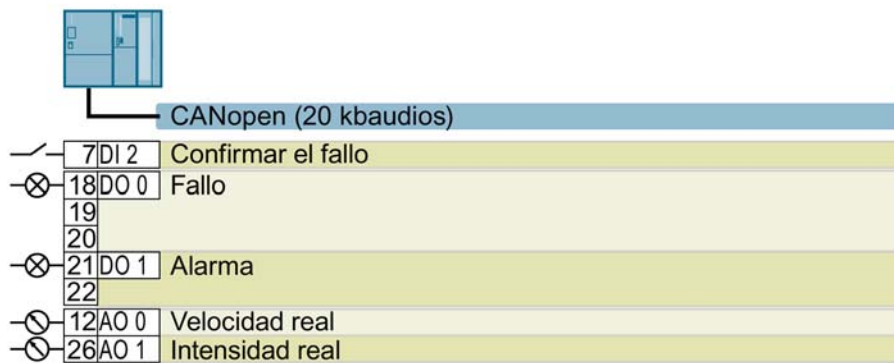 CANopen (20 kbaudios)
7 DI 2 Confirmar el fallo
18 DO 0 Fallo
19
20
21 DO 1 Alarma
22
12 AO 0 Velocidad real
26 AO 1 Intensidad real